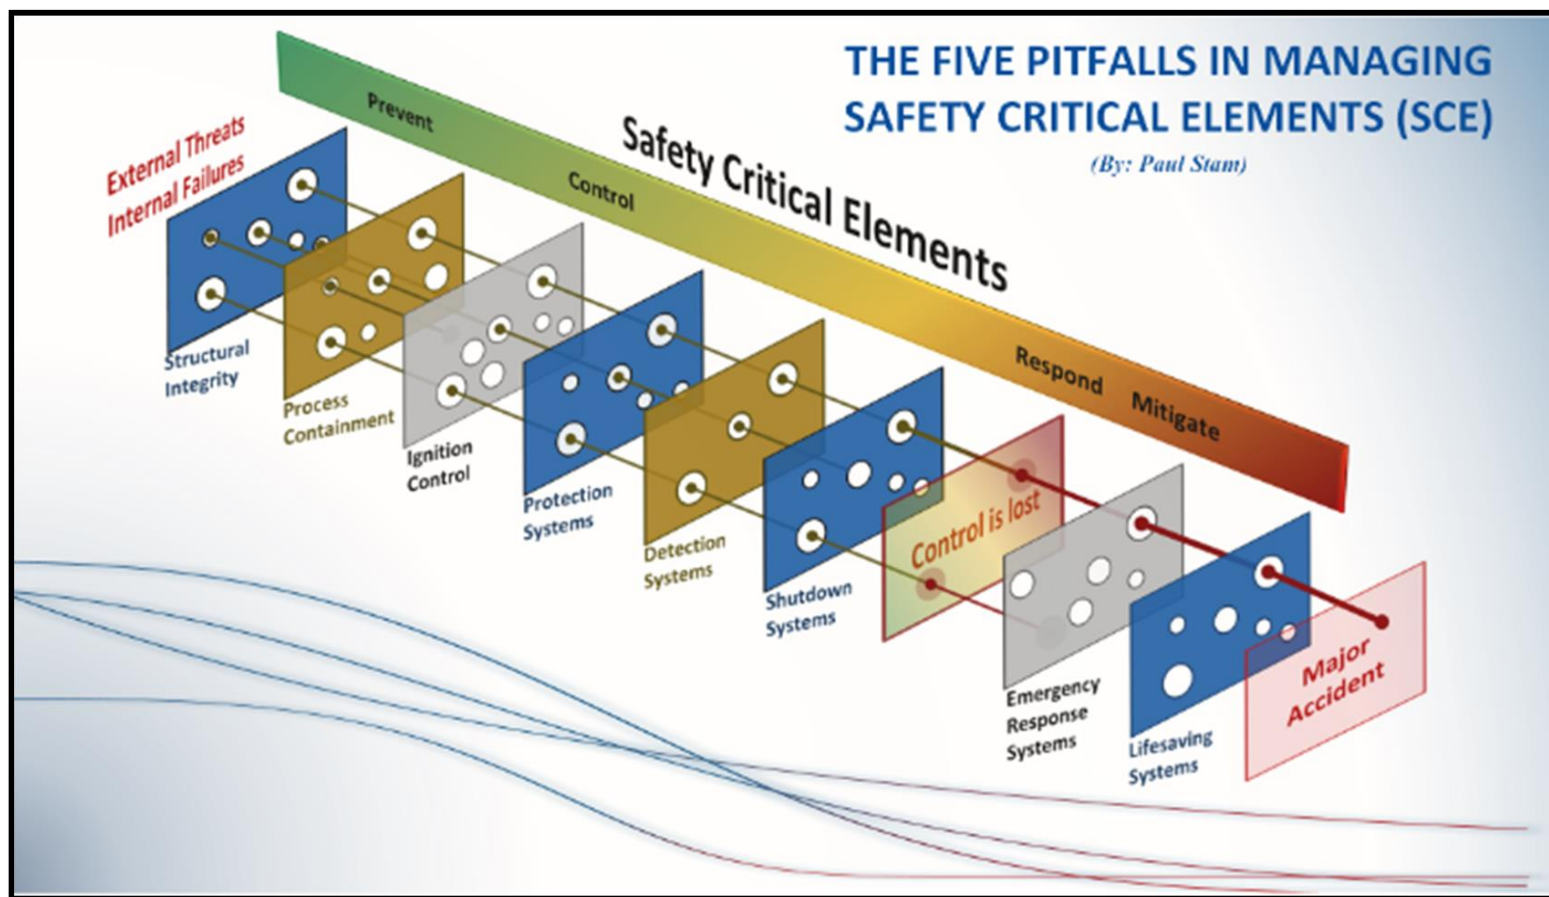 THE FIVE PITFALLS IN MANAGING
SAFETY CRITICAL ELEMENTS (SCE)
(By: Paul Stam)
Safety Critical Elements
Prevent
Control
Respond
Mitigate
External Threats
Internal Failures
Structural
Integrity
Process
Containment
Ignition
Control
Protection
Systems
Detection
Systems
Shutdown
Systems
Control is lost
Emergency
Response
Systems
Lifesaving
Systems
Major
Accident